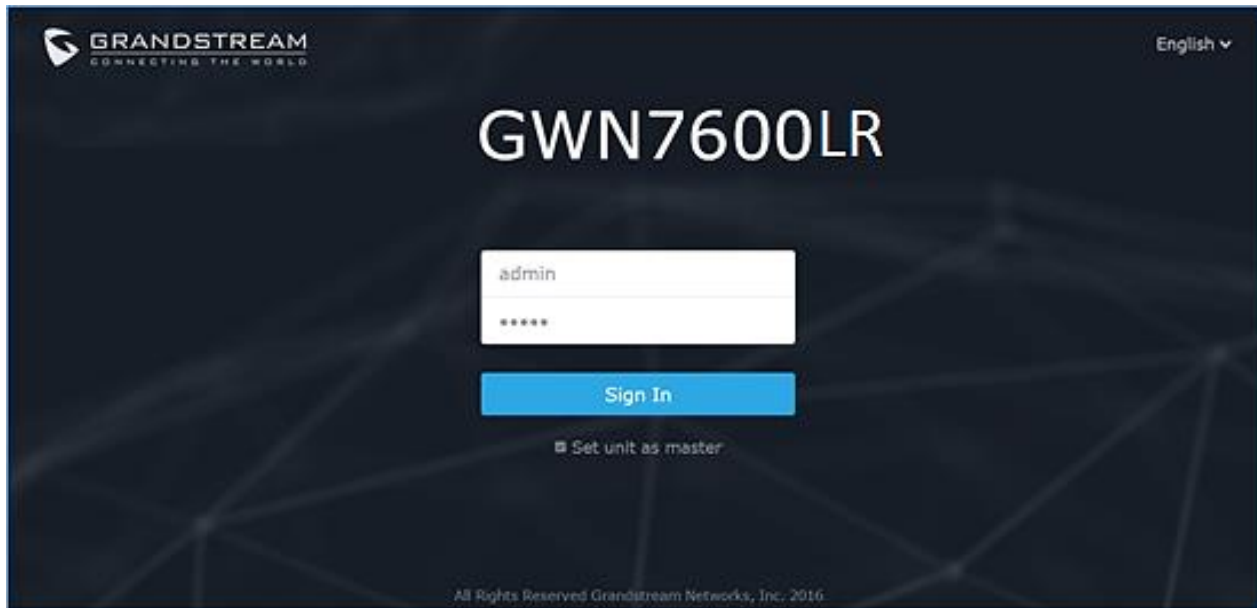 GRANDSTREAM
CONNECTING THE WORLD
English
GWN7600LR
admin
•••••
Sign In
Set unit as master
All Rights Reserved Grandstream Networks, Inc. 2016